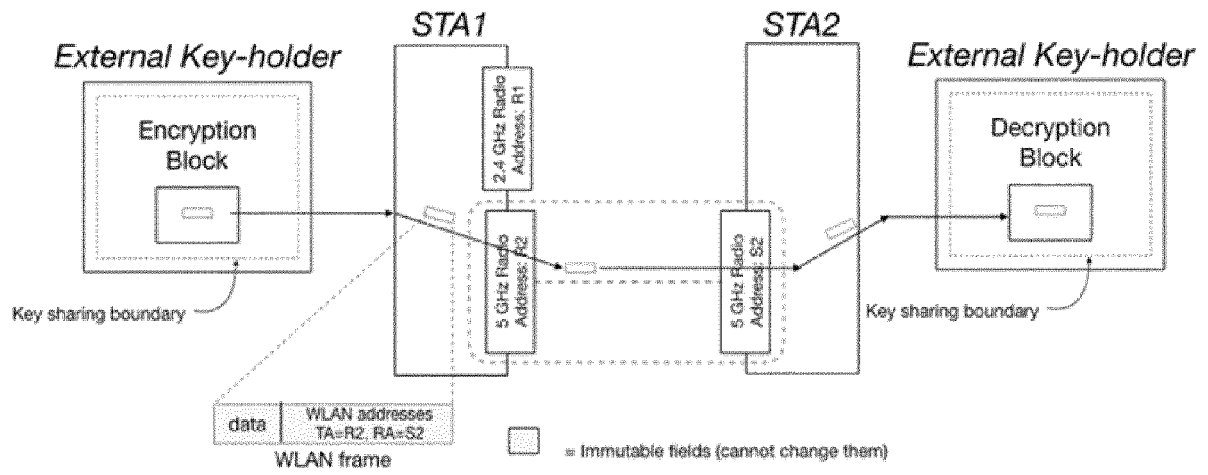 STA1
STA2
External Key-holder
External Key-holder
Encryption
Block
Decryption
Block
2.4 GHz Radio
Address: R1
5 GHz Radio
Address: R2
5 GHz Radio
Address: S2
Key sharing boundary
Key sharing boundary
data
WLAN addresses
TA=R2, RA=S2
WLAN frame
= Immutable fields (cannot change them)